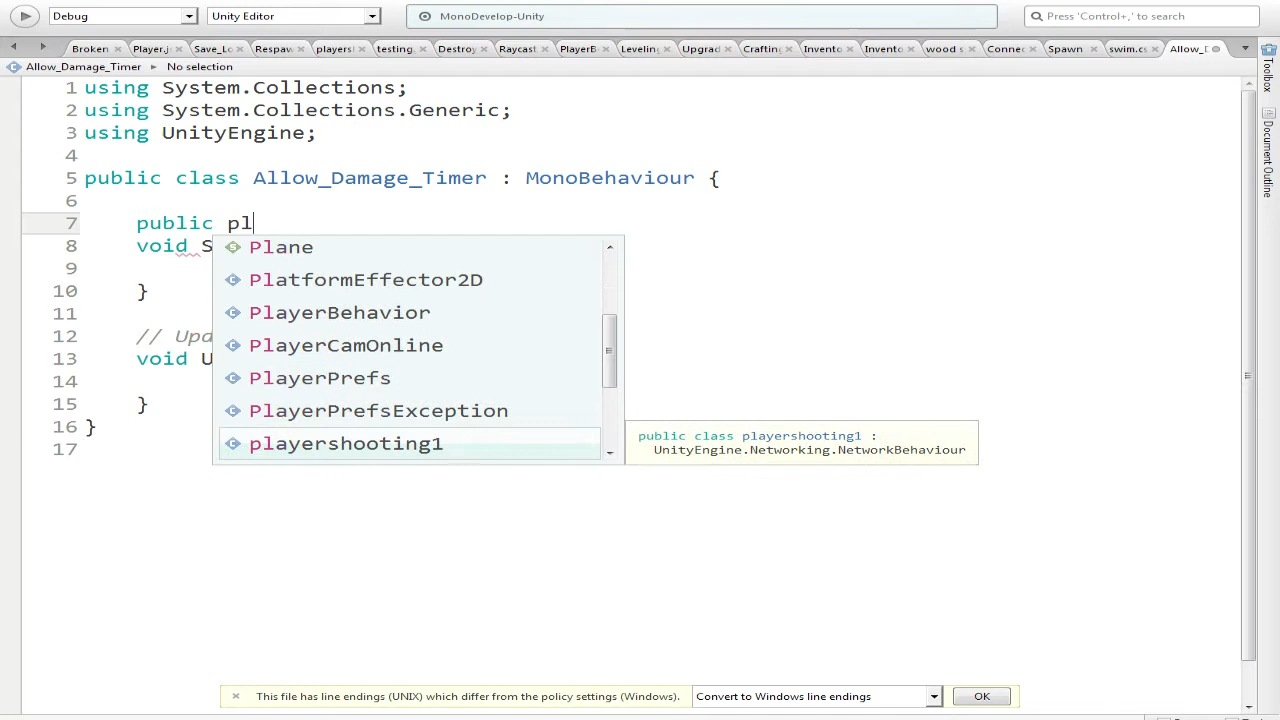 Debug Unity Editor MonoDevelop-Unity Press 'Control+,' to search
Broken Player.j Save_Lo Respaw players testing. Destroy Raycast PlayerB Leveling Upgrad Craftin Invento Invento wood s Connec Spawn swim.cs Allow_D
Allow_Damage_Timer No selection
1 using System.Collections;
2 using System.Collections.Generic;
3 using UnityEngine;
4
5 public class Allow_Damage_Timer : MonoBehaviour {
6
7 public pl
8 void S
9
10 }
11
12 // Upd
13 void U
14
15 }
16 }
17
Plane
PlatformEffector2D
PlayerBehavior
PlayerCamOnline
PlayerPrefs
PlayerPrefsException
playershooting1
public class playershooting1 :
UnityEngine.Networking.NetworkBehaviour
Toolbox
Document Outline
This file has line endings (UNIX) which differ from the policy settings (Windows). Convert to Windows line endings OK